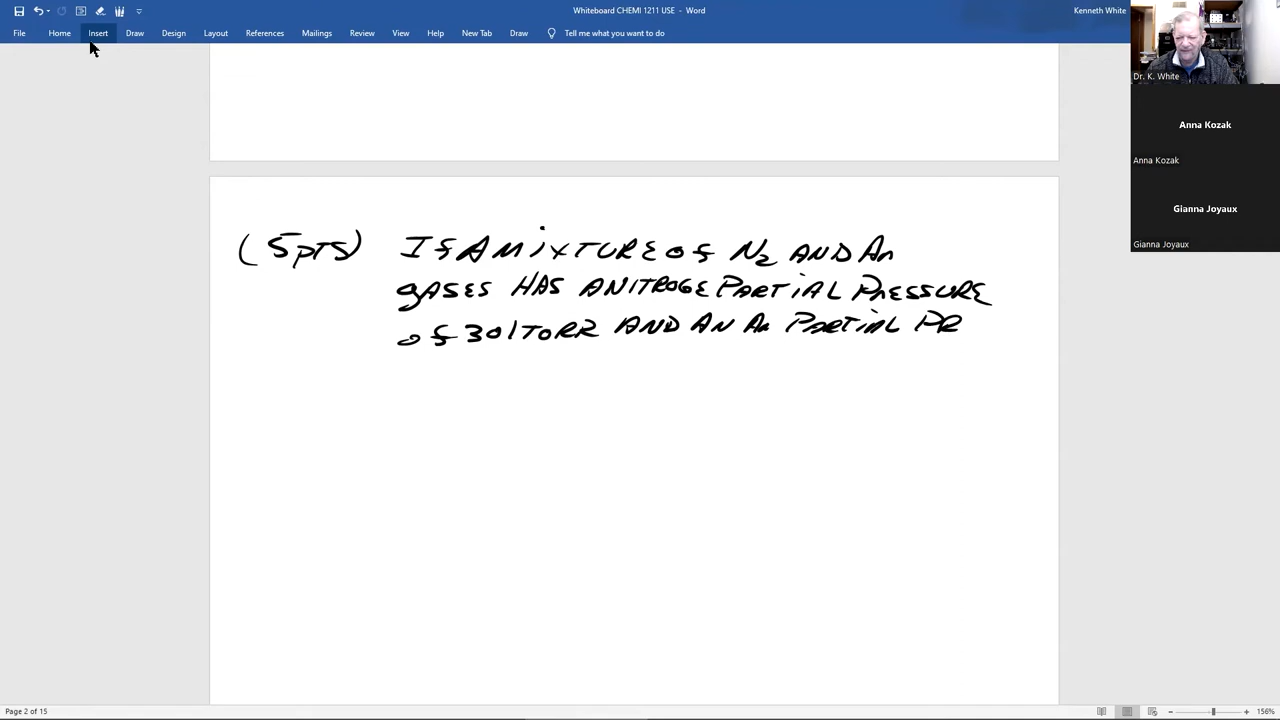 Whiteboard CHEMI 1211 USE - Word
Kenneth White
File Home Insert Draw Design Layout References Mailings Review View Help New Tab Draw Tell me what you want to do
Dr. K. White
Anna Kozak
Anna Kozak
Gianna Joyaux
Gianna Joyaux
(5pTS) If A MixTURE of N2 AND Ar
gASES HAS A NITROGE PARTiAL PRESSURE
of 301TORR AND AN Ar PARTiAL PR
Page 2 of 15
156%